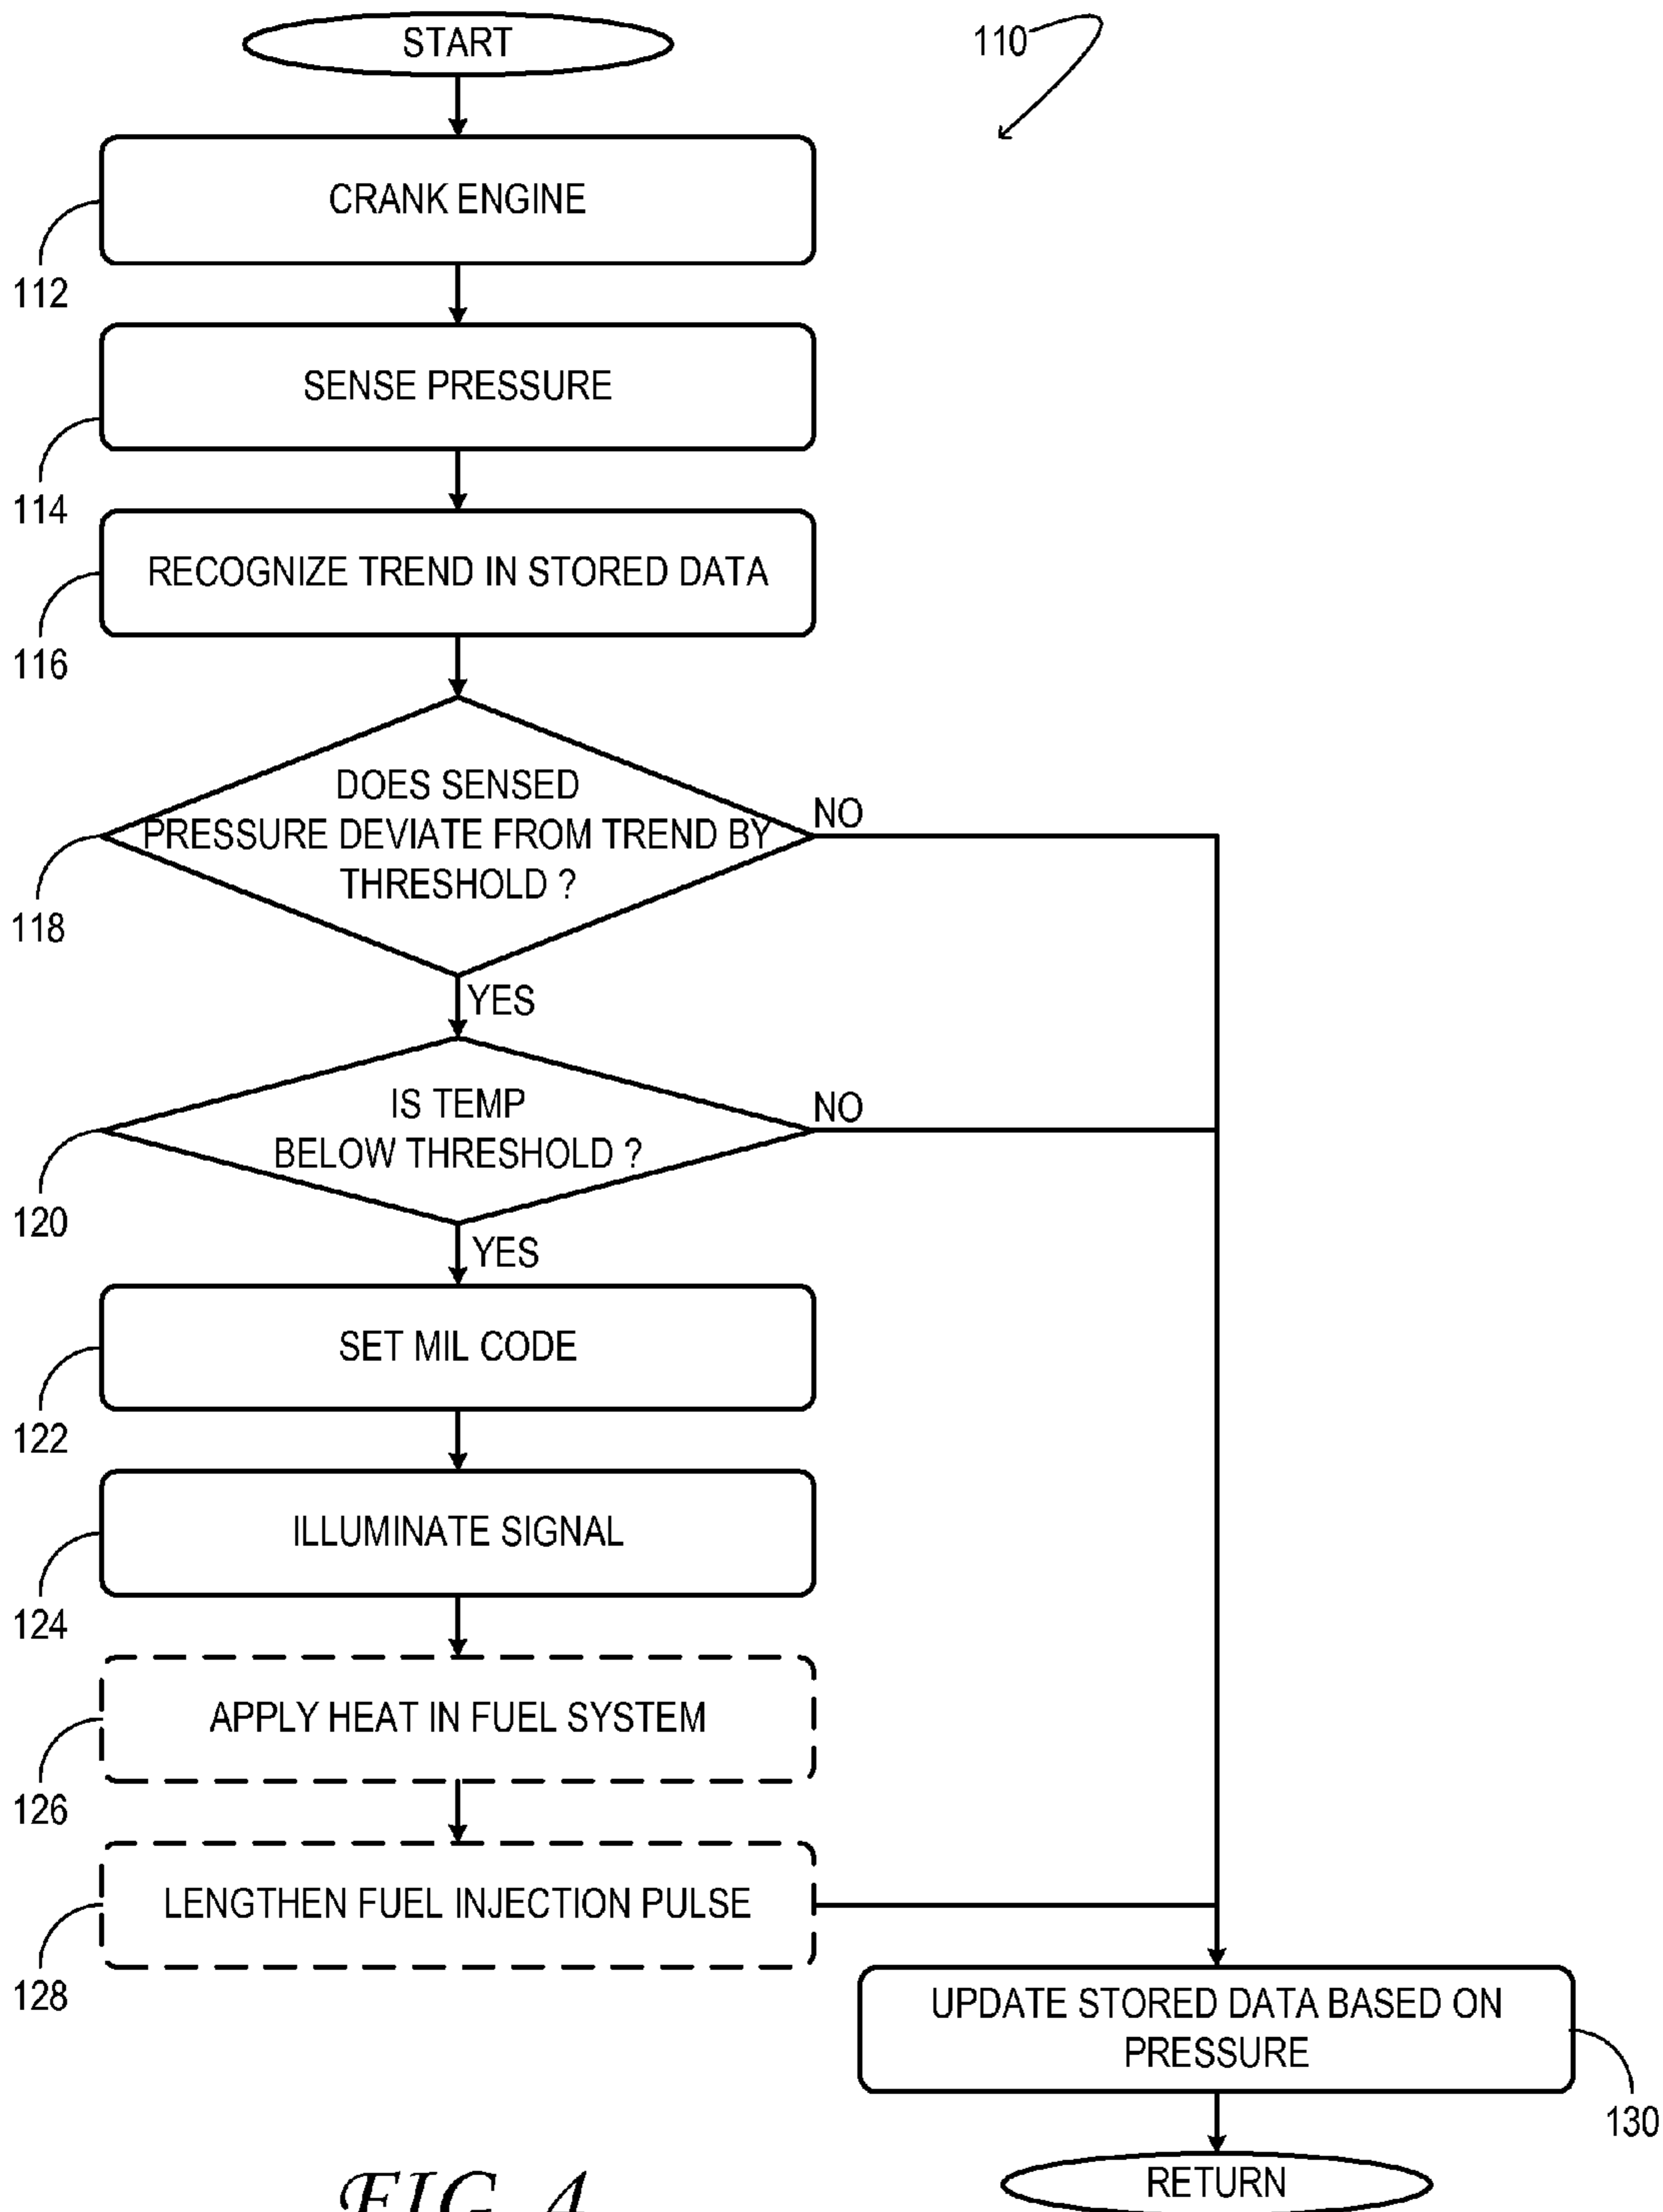 START
110
CRANK ENGINE
112
SENSE PRESSURE
114
RECOGNIZE TREND IN STORED DATA
116
DOES SENSED
PRESSURE DEVIATE FROM TREND BY
THRESHOLD ?
NO
118
YES
IS TEMP
BELOW THRESHOLD ?
NO
120
YES
SET MIL CODE
122
ILLUMINATE SIGNAL
124
APPLY HEAT IN FUEL SYSTEM
126
LENGTHEN FUEL INJECTION PULSE
128
UPDATE STORED DATA BASED ON
PRESSURE
130
RETURN
FIG. 4